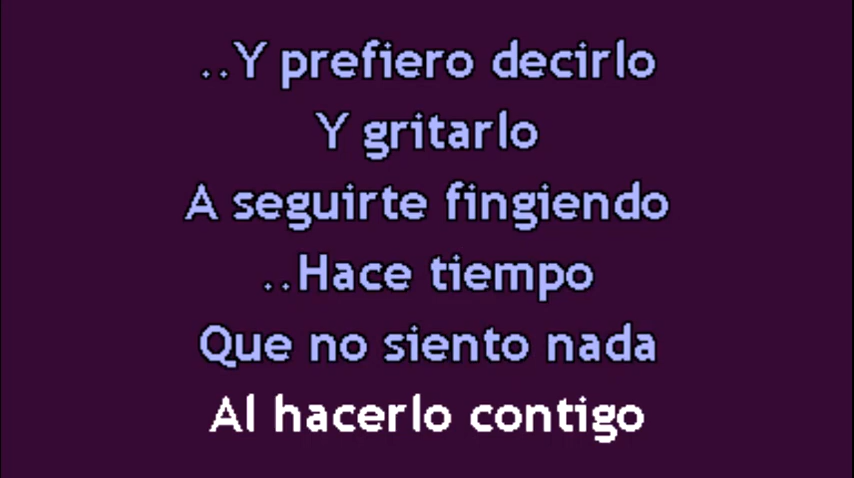 ..Y prefiero decirlo
Y gritarlo
A seguirte fingiendo
..Hace tiempo
Que no siento nada
Al hacerlo contigo